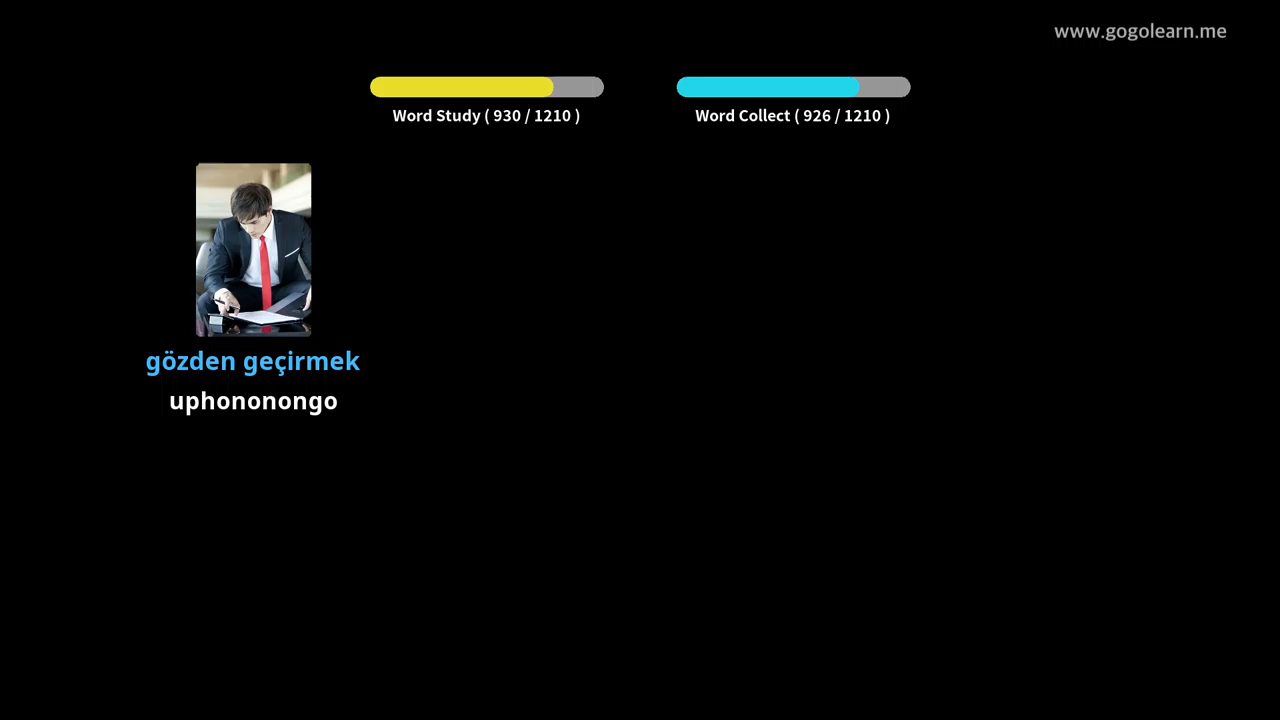 www.gogolearn.me
Word Study ( 930 / 1210 )
Word Collect ( 926 / 1210 )
gözden geçirmek
uphononongo